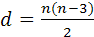 d = n(n−3)/2